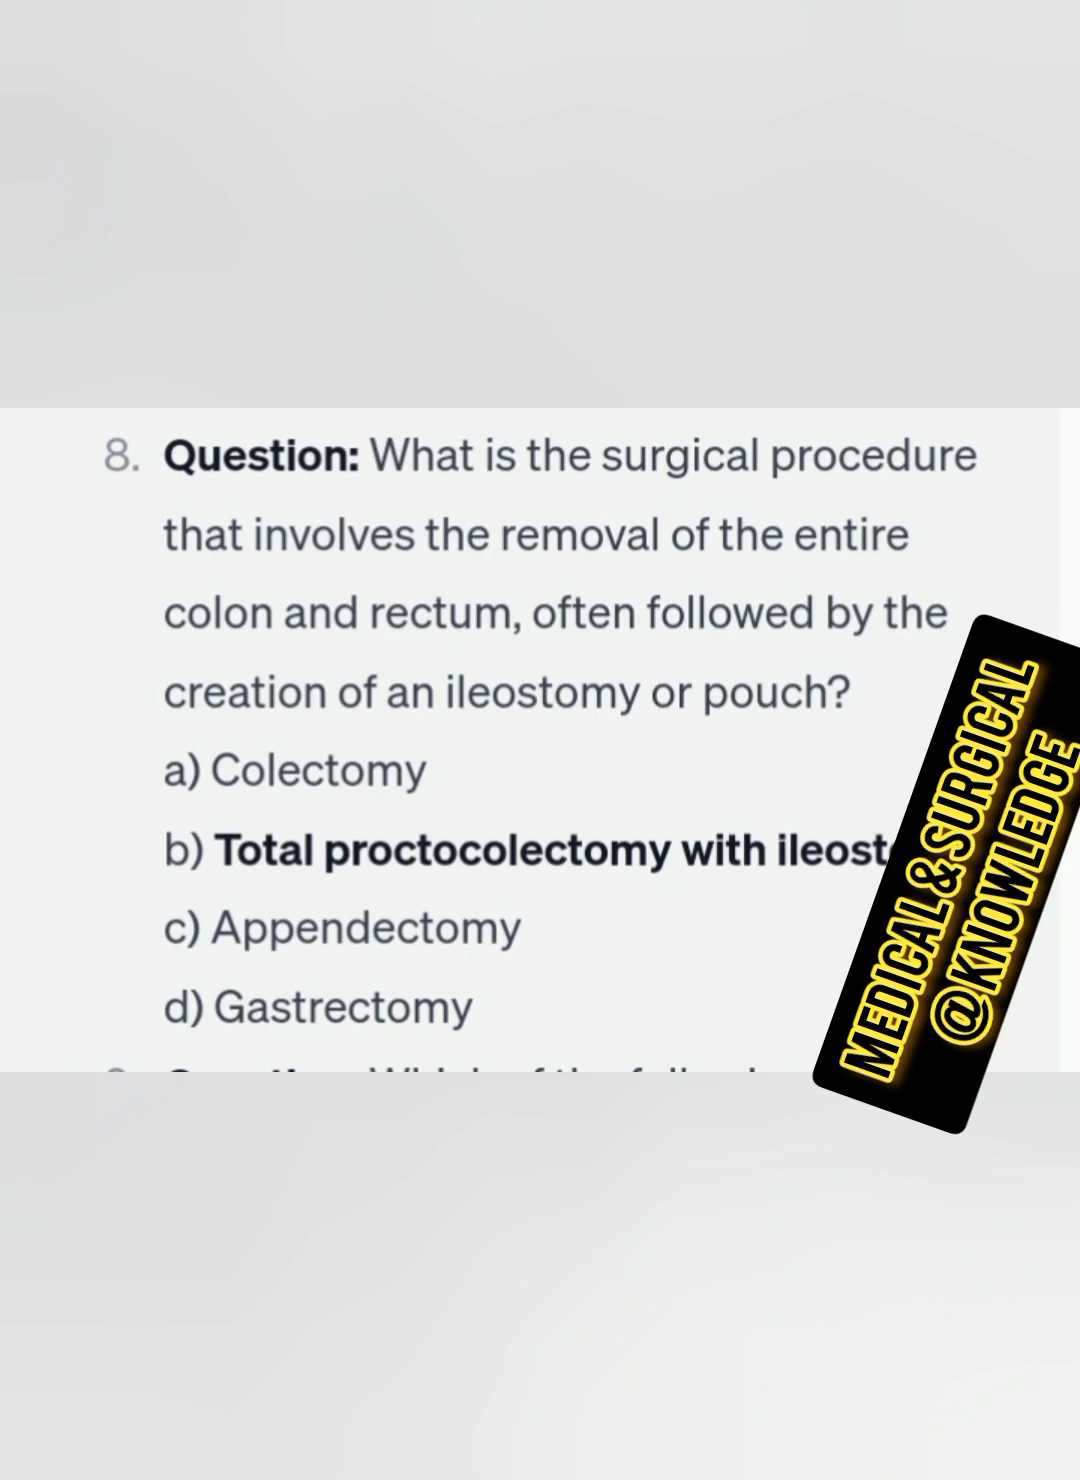 8. Question: What is the surgical procedure
that involves the removal of the entire
colon and rectum, often followed by the
creation of an ileostomy or pouch?
a) Colectomy
b) Total proctocolectomy with
c) Appendectomy
d) Gastrectomy
MEDICAL & SURGICAL
@KNOWLEDGE